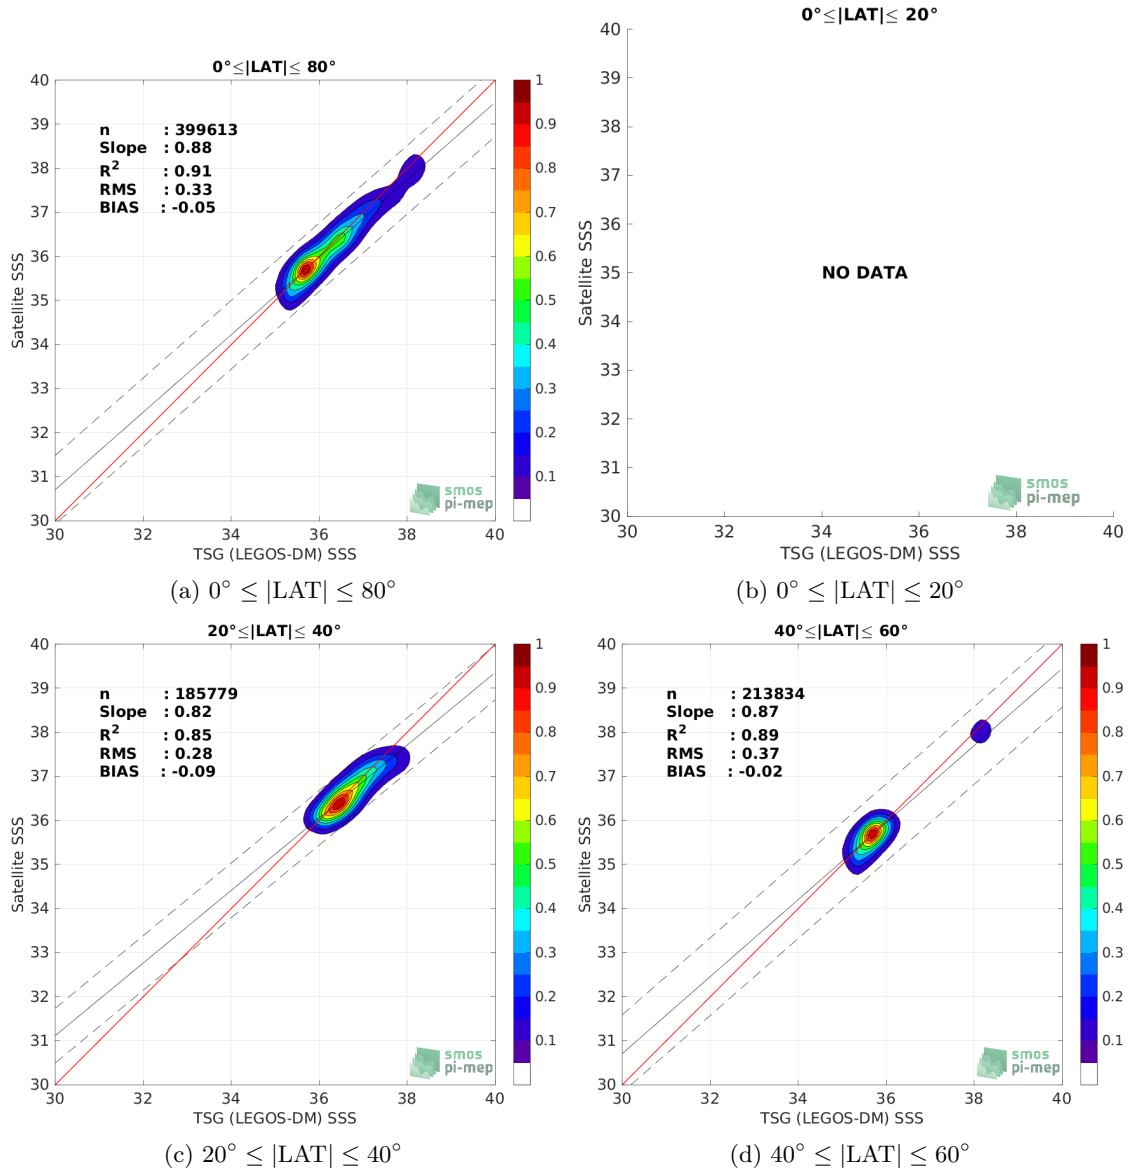 0°≤|LAT|≤ 80°
n : 399613
Slope : 0.88
R² : 0.91
RMS : 0.33
BIAS : -0.05
40
39
38
37
36
35
34
33
32
31
30
30 32 34 36 38 40
Satellite SSS
TSG (LEGOS-DM) SSS
1
0.9
0.8
0.7
0.6
0.5
0.4
0.3
0.2
0.1
smos
pi-mep
(a) 0° ≤ |LAT| ≤ 80°
0°≤|LAT|≤ 20°
NO DATA
40
39
38
37
36
35
34
33
32
31
30
30 32 34 36 38 40
Satellite SSS
TSG (LEGOS-DM) SSS
smos
pi-mep
(b) 0° ≤ |LAT| ≤ 20°
20°≤|LAT|≤ 40°
n : 185779
Slope : 0.82
R² : 0.85
RMS : 0.28
BIAS : -0.09
40
39
38
37
36
35
34
33
32
31
30
30 32 34 36 38 40
Satellite SSS
TSG (LEGOS-DM) SSS
1
0.9
0.8
0.7
0.6
0.5
0.4
0.3
0.2
0.1
smos
pi-mep
(c) 20° ≤ |LAT| ≤ 40°
40°≤|LAT|≤ 60°
n : 213834
Slope : 0.87
R² : 0.89
RMS : 0.37
BIAS : -0.02
40
39
38
37
36
35
34
33
32
31
30
30 32 34 36 38 40
Satellite SSS
TSG (LEGOS-DM) SSS
1
0.9
0.8
0.7
0.6
0.5
0.4
0.3
0.2
0.1
smos
pi-mep
(d) 40° ≤ |LAT| ≤ 60°